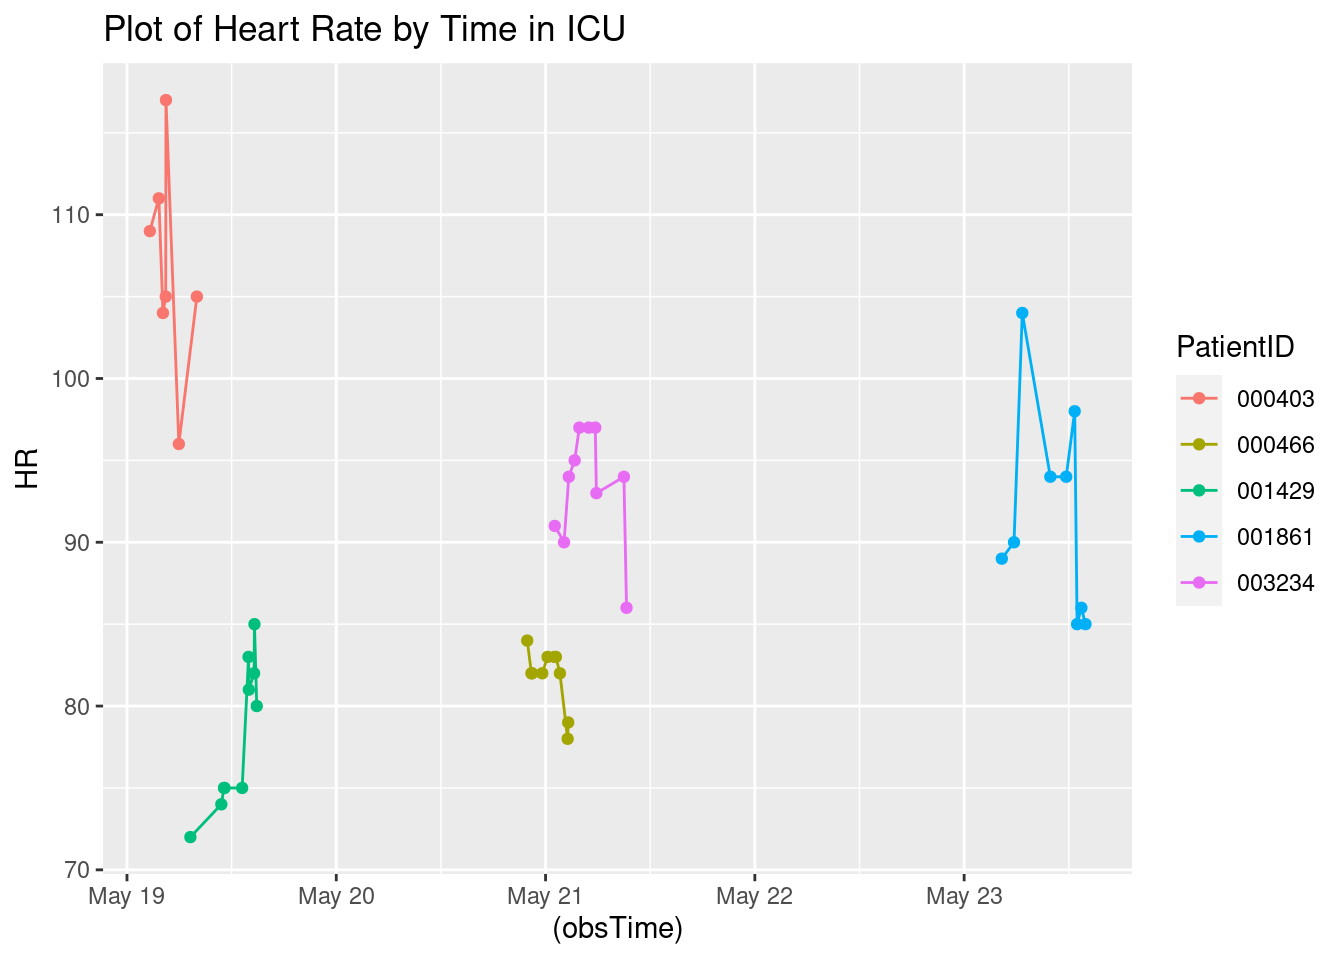 Plot of Heart Rate by Time in ICU
HR
110
100
90
80
70
May 19 May 20 May 21 May 22 May 23
(obsTime)
PatientID
000403
000466
001429
001861
003234